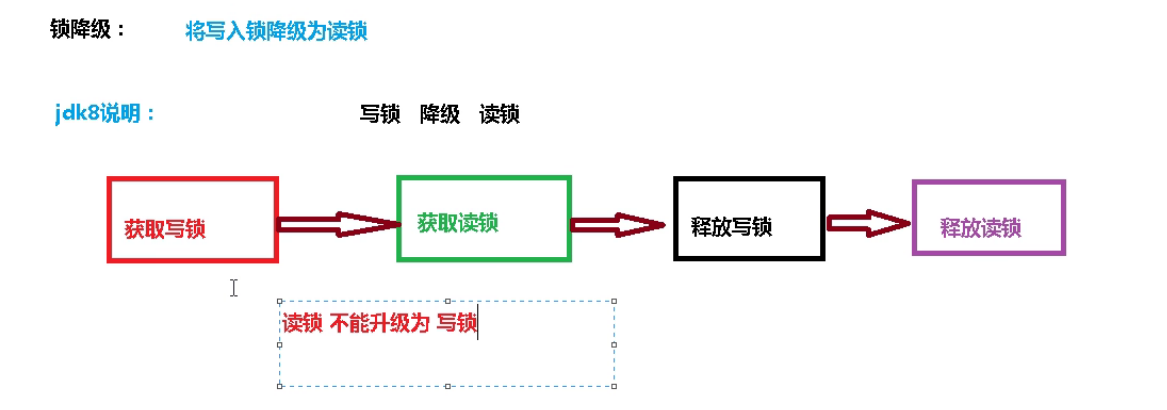 锁降级： 将写入锁降级为读锁
jdk8说明： 写锁 降级 读锁
获取写锁 获取读锁 释放写锁 释放读锁
读锁 不能升级为 写锁